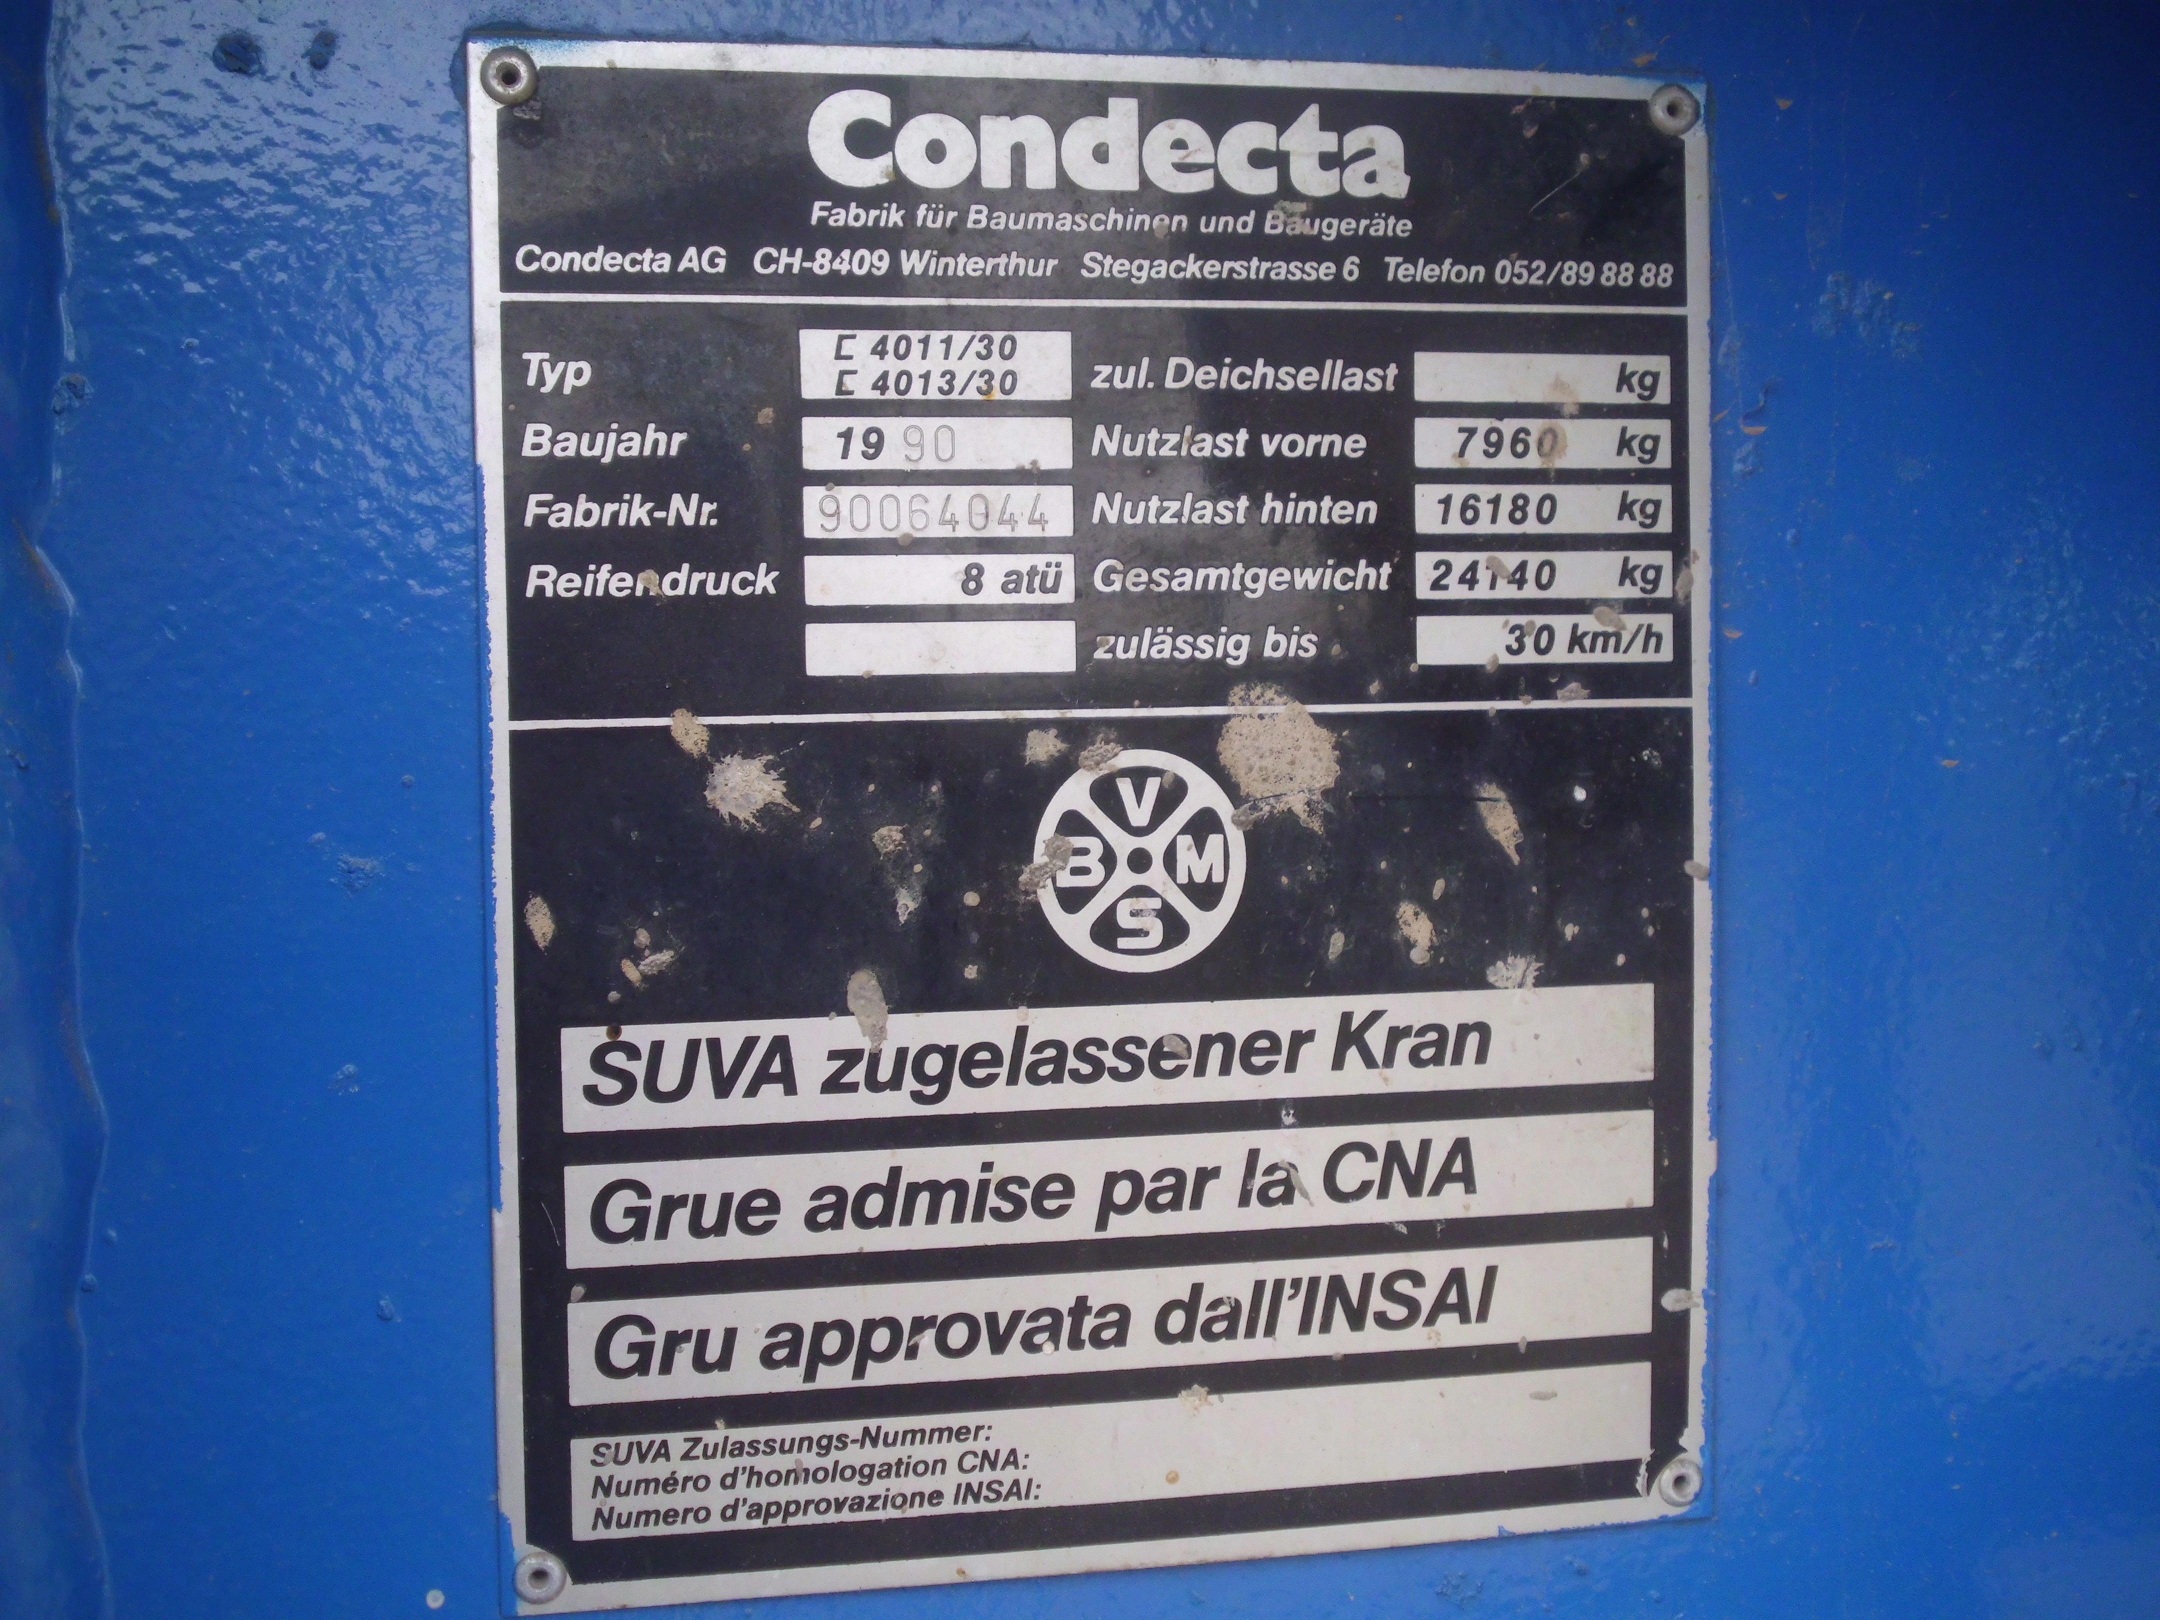 Condecta
Fabrik für Baumaschinen und Baugeräte
Condecta AG CH-8409 Winterthur Stegackerstrasse 6 Telefon 052/89 88 88
Typ E 4011/30 E 4013/30
zul. Deichsellast kg
Baujahr 1990
Nutzlast vorne 7960 kg
Fabrik-Nr. 90064044
Nutzlast hinten 16180 kg
Reifendruck 8 atü
Gesamtgewicht 24140 kg
zulässig bis 30 km/h
V
B M
S
SUVA zugelassener Kran
Grue admise par la CNA
Gru approvata dall'INSAI
SUVA Zulassungs-Nummer:
Numéro d'homologation CNA:
Numero d'approvazione INSAI: